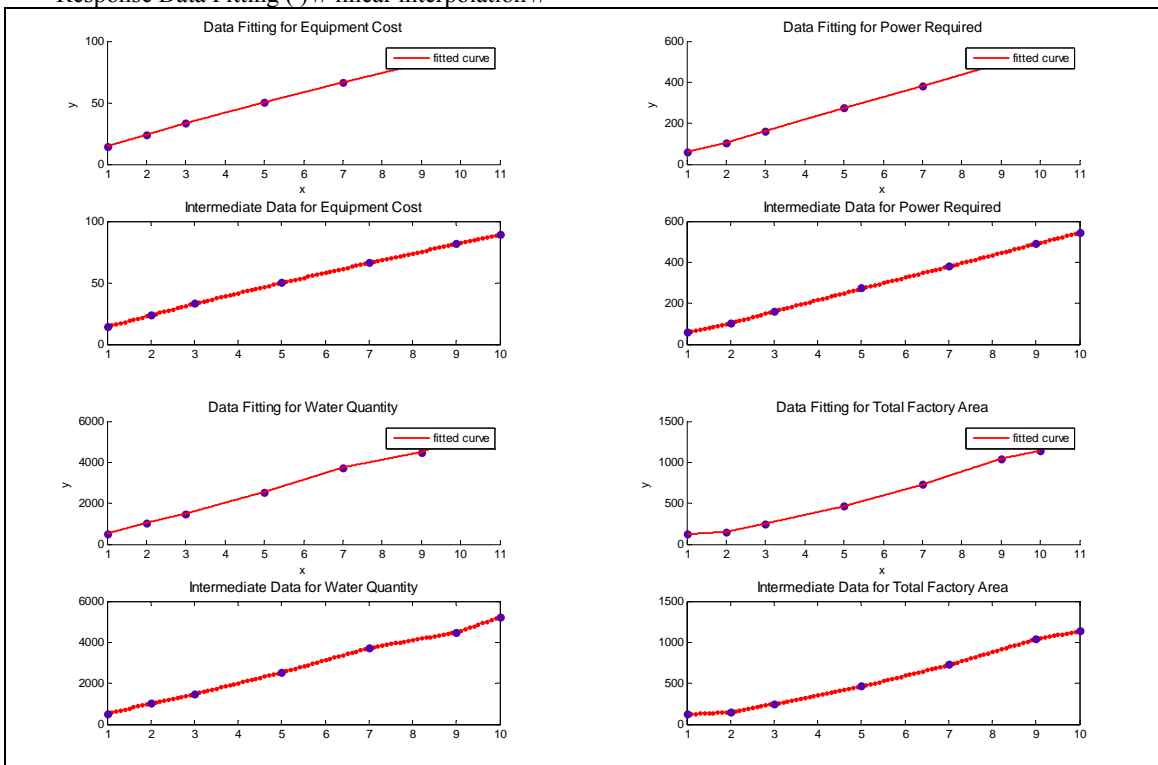 Response Data Fitting ( ) // linear interpolation //
Data Fitting for Equipment Cost
100
50
0
y
fitted curve
1 2 3 4 5 6 7 8 9 10 11
x
Data Fitting for Power Required
600
400
200
0
y
fitted curve
1 2 3 4 5 6 7 8 9 10 11
x
Intermediate Data for Equipment Cost
100
50
0
1 2 3 4 5 6 7 8 9 10
Intermediate Data for Power Required
600
400
200
0
1 2 3 4 5 6 7 8 9 10
Data Fitting for Water Quantity
6000
4000
2000
0
y
fitted curve
1 2 3 4 5 6 7 8 9 10 11
x
Data Fitting for Total Factory Area
1500
1000
500
0
y
fitted curve
1 2 3 4 5 6 7 8 9 10 11
x
Intermediate Data for Water Quantity
6000
4000
2000
0
1 2 3 4 5 6 7 8 9 10
Intermediate Data for Total Factory Area
1500
1000
500
0
1 2 3 4 5 6 7 8 9 10